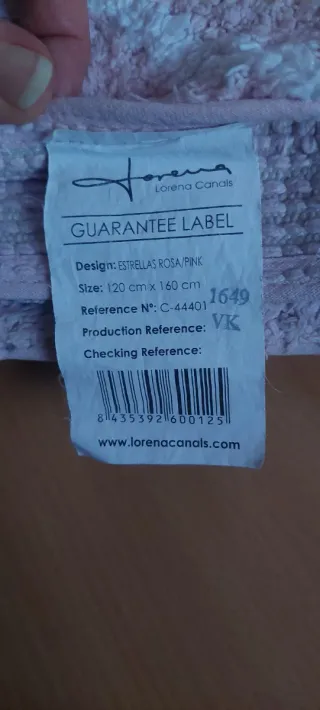 Lorena
Lorena Canals
GUARANTEE LABEL
Design: ESTRELLAS ROSA/PINK
Size: 120 cm x 160 cm
Reference Nº: C-44401
1649
Production Reference: VK
Checking Reference:
8 435392 600125
www.lorenacanals.com